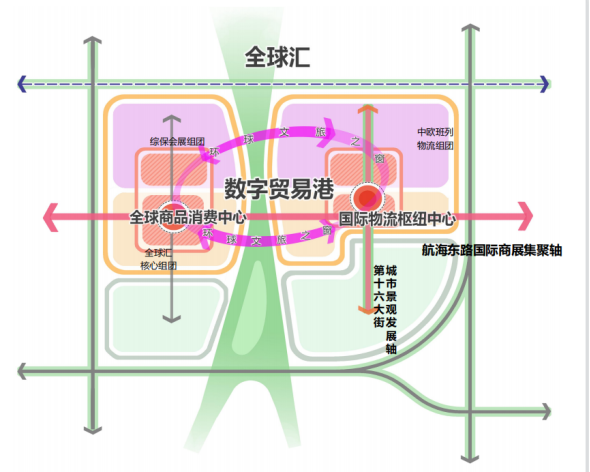 全球汇
综保会展组团
中欧班列
物流组团
环球文旅之窗
数字贸易港
全球商品消费中心
国际物流枢纽中心
环球文旅之窗
全球汇
核心组团
航海东路国际商展集聚轴
第十六大街
城市景观发展轴